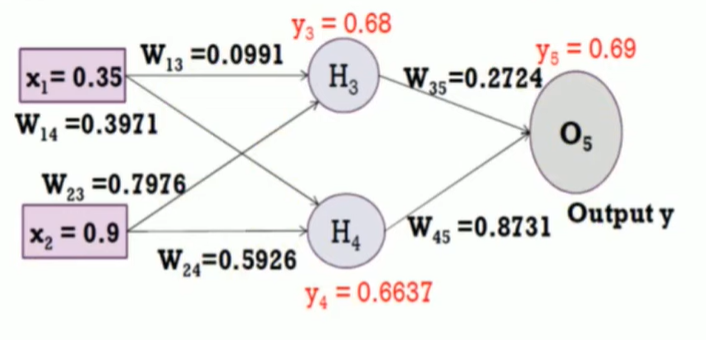 y₃ = 0.68
W₁₃ =0.0991
y₅ = 0.69
x₁= 0.35
H₃
W₃₅=0.2724
W₁₄ =0.3971
O₅
W₂₃ =0.7976
x₂ = 0.9
H₄
W₄₅ =0.8731
Output y
W₂₄=0.5926
y₄ = 0.6637